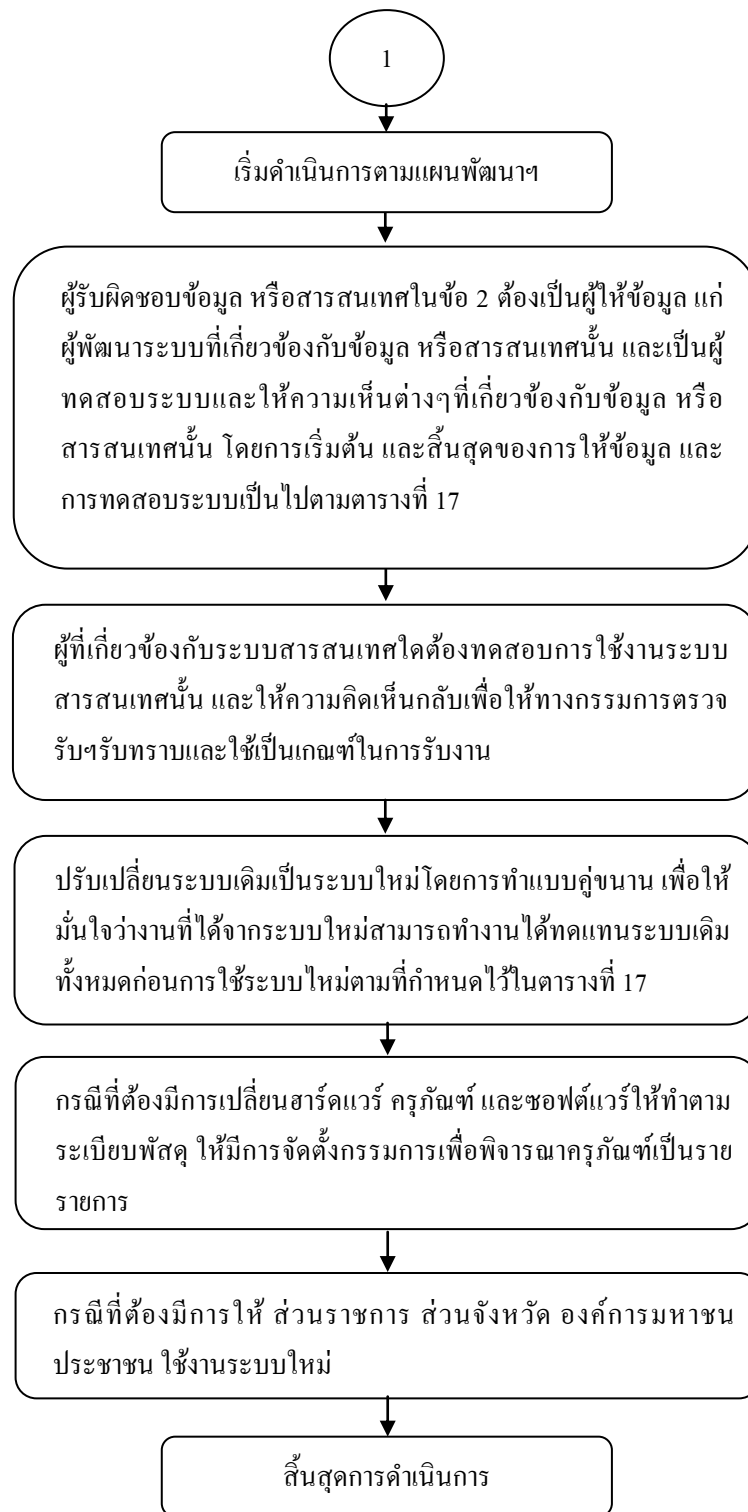 1
เริ่มดำเนินการตามแผนพัฒนาฯ
ผู้รับผิดชอบข้อมูล หรือสารสนเทศในข้อ 2 ต้องเป็นผู้ให้ข้อมูล แก่
ผู้พัฒนาระบบที่เกี่ยวข้องกับข้อมูล หรือสารสนเทศนั้น และเป็นผู้
ทดสอบระบบและให้ความเห็นต่างๆที่เกี่ยวข้องกับข้อมูล หรือ
สารสนเทศนั้น โดยการเริ่มต้น และสิ้นสุดของการให้ข้อมูล และ
การทดสอบระบบเป็นไปตามตารางที่ 17
ผู้ที่เกี่ยวข้องกับระบบสารสนเทศใดต้องทดสอบการใช้งานระบบ
สารสนเทศนั้น และให้ความคิดเห็นกลับเพื่อให้ทางกรรมการตรวจ
รับฯรับทราบและใช้เป็นเกณฑ์ในการรับงาน
ปรับเปลี่ยนระบบเดิมเป็นระบบใหม่โดยการทำแบบคู่ขนาน เพื่อให้
มั่นใจว่างานที่ได้จากระบบใหม่สามารถทำงานได้ทดแทนระบบเดิม
ทั้งหมดก่อนการใช้ระบบใหม่ตามที่กำหนดไว้ในตารางที่ 17
กรณีที่ต้องมีการเปลี่ยนฮาร์ดแวร์ ครุภัณฑ์ และซอฟต์แวร์ให้ทำตาม
ระเบียบพัสดุ ให้มีการจัดตั้งกรรมการเพื่อพิจารณาครุภัณฑ์เป็นราย
รายการ
กรณีที่ต้องมีการให้ ส่วนราชการ ส่วนจังหวัด องค์การมหาชน
ประชาชน ใช้งานระบบใหม่
สิ้นสุดการดำเนินการ